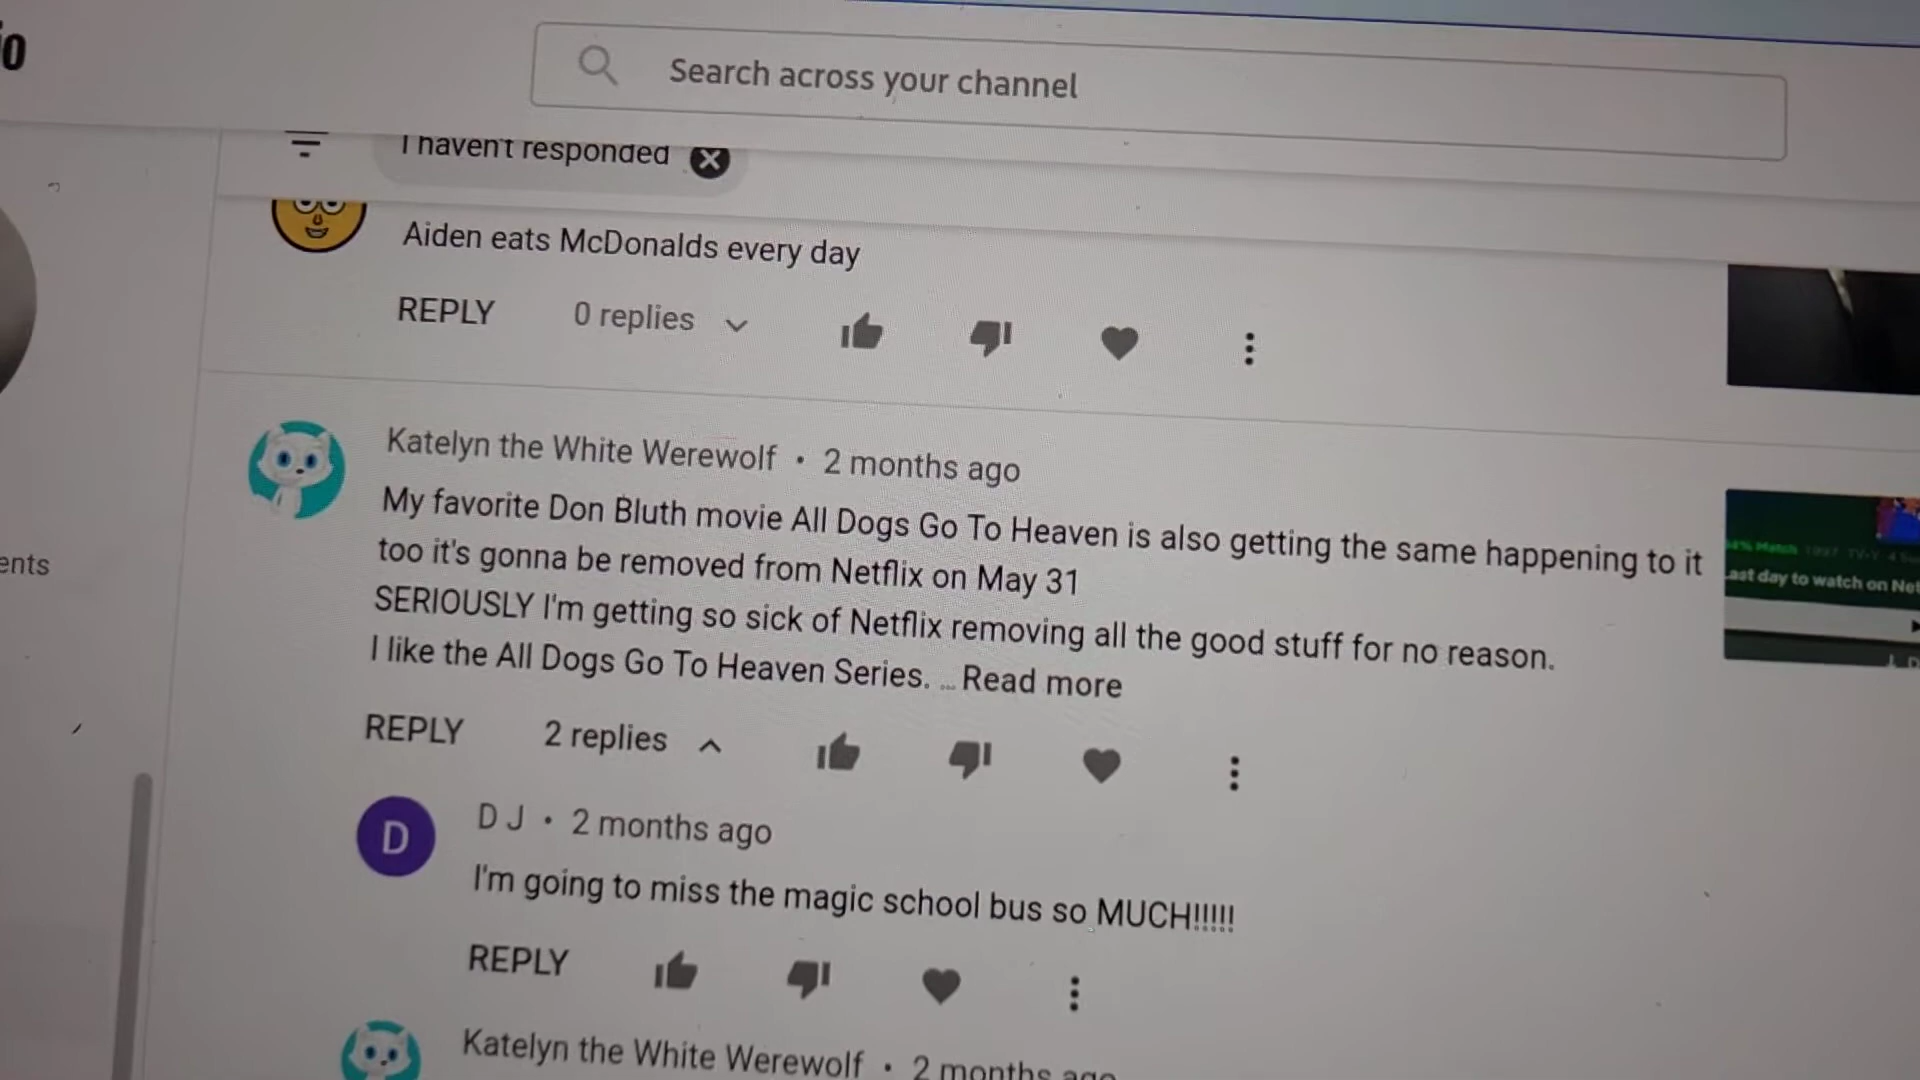 io
Search across your channel
I haven't responded
Aiden eats McDonalds every day
REPLY 0 replies
Katelyn the White Werewolf • 2 months ago
My favorite Don Bluth movie All Dogs Go To Heaven is also getting the same happening to it
too it's gonna be removed from Netflix on May 31
SERIOUSLY I'm getting so sick of Netflix removing all the good stuff for no reason.
I like the All Dogs Go To Heaven Series. ... Read more
Match 1997 TV-Y
Last day to watch on Net
ents
REPLY 2 replies
D
D J • 2 months ago
I'm going to miss the magic school bus so MUCH!!!!!
REPLY
Katelyn the White Werewolf • 2 months ago